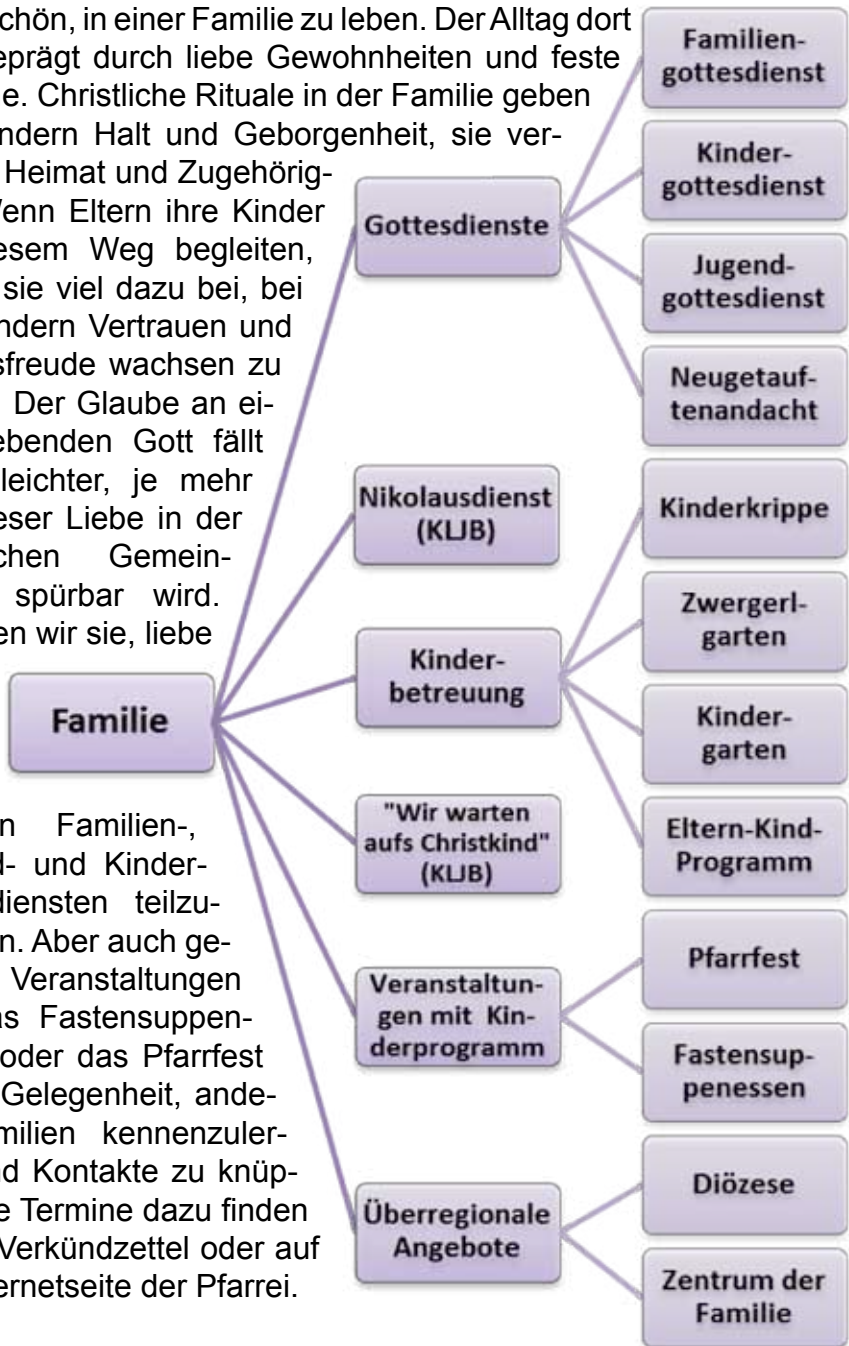 chön, in einer Familie zu leben. Der Alltag dort
eprägt durch liebe Gewohnheiten und feste
e. Christliche Rituale in der Familie geben
ndern Halt und Geborgenheit, sie ver-
Heimat und Zugehörig-
Wenn Eltern ihre Kinder
esem Weg begleiten,
sie viel dazu bei, bei
ndern Vertrauen und
sfreude wachsen zu
Der Glaube an ei-
ebenden Gott fällt
leichter, je mehr
eser Liebe in der
chen Gemein-
spürbar wird.
en wir sie, liebe
n Familien-,
d- und Kinder-
diensten teilzu-
n. Aber auch ge-
Veranstaltungen
as Fastensuppen-
oder das Pfarrfest
Gelegenheit, ande-
milien kennenzuler-
nd Kontakte zu knüp-
e Termine dazu finden
Verkündzettel oder auf
ernetseite der Pfarrei.
Familie
Gottesdienste
Familien-
gottesdienst
Kinder-
gottesdienst
Jugend-
gottesdienst
Neugetauf-
tenandacht
Nikolausdienst
(KLJB)
Kinder-
betreuung
Kinderkrippe
Zwergerl-
garten
Kinder-
garten
Eltern-Kind-
Programm
"Wir warten
aufs Christkind"
(KLJB)
Veranstaltun-
gen mit Kin-
derprogramm
Pfarrfest
Fastensup-
penessen
Überregionale
Angebote
Diözese
Zentrum der
Familie